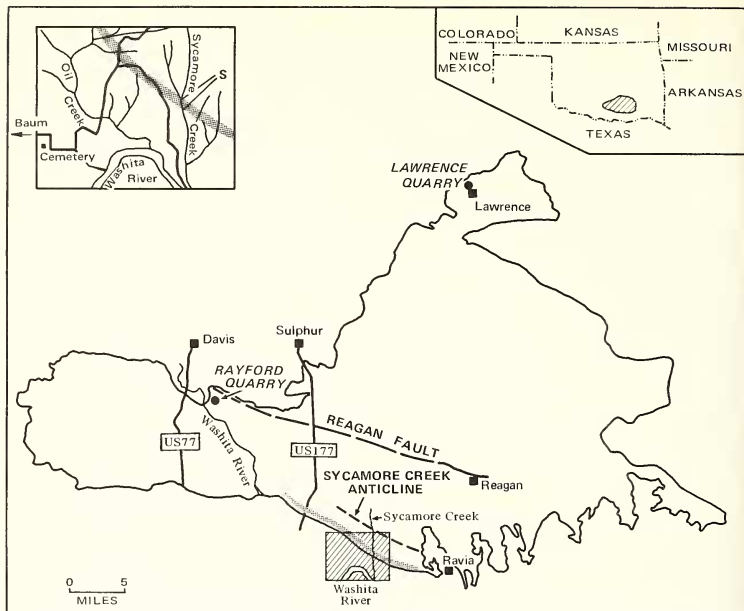 Oil
Creek
Sycamore
Creek
S
Baum
Cemetery
Washita
River
COLORADO
KANSAS
MISSOURI
NEW
MEXICO
ARKANSAS
TEXAS
LAWRENCE
QUARRY
Lawrence
Davis
Sulphur
RAYFORD
QUARRY
REAGAN FAULT
US77
Washita River
US177
SYCAMORE CREEK
ANTICLINE
Reagan
Sycamore Creek
Ravia
Washita
River
0 5
MILES